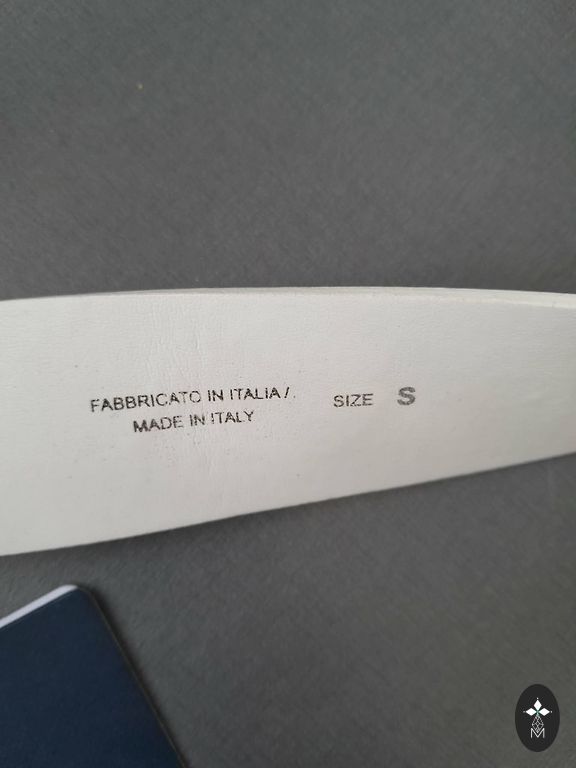 FABBRICATO IN ITALIA /
MADE IN ITALY
SIZE S
M